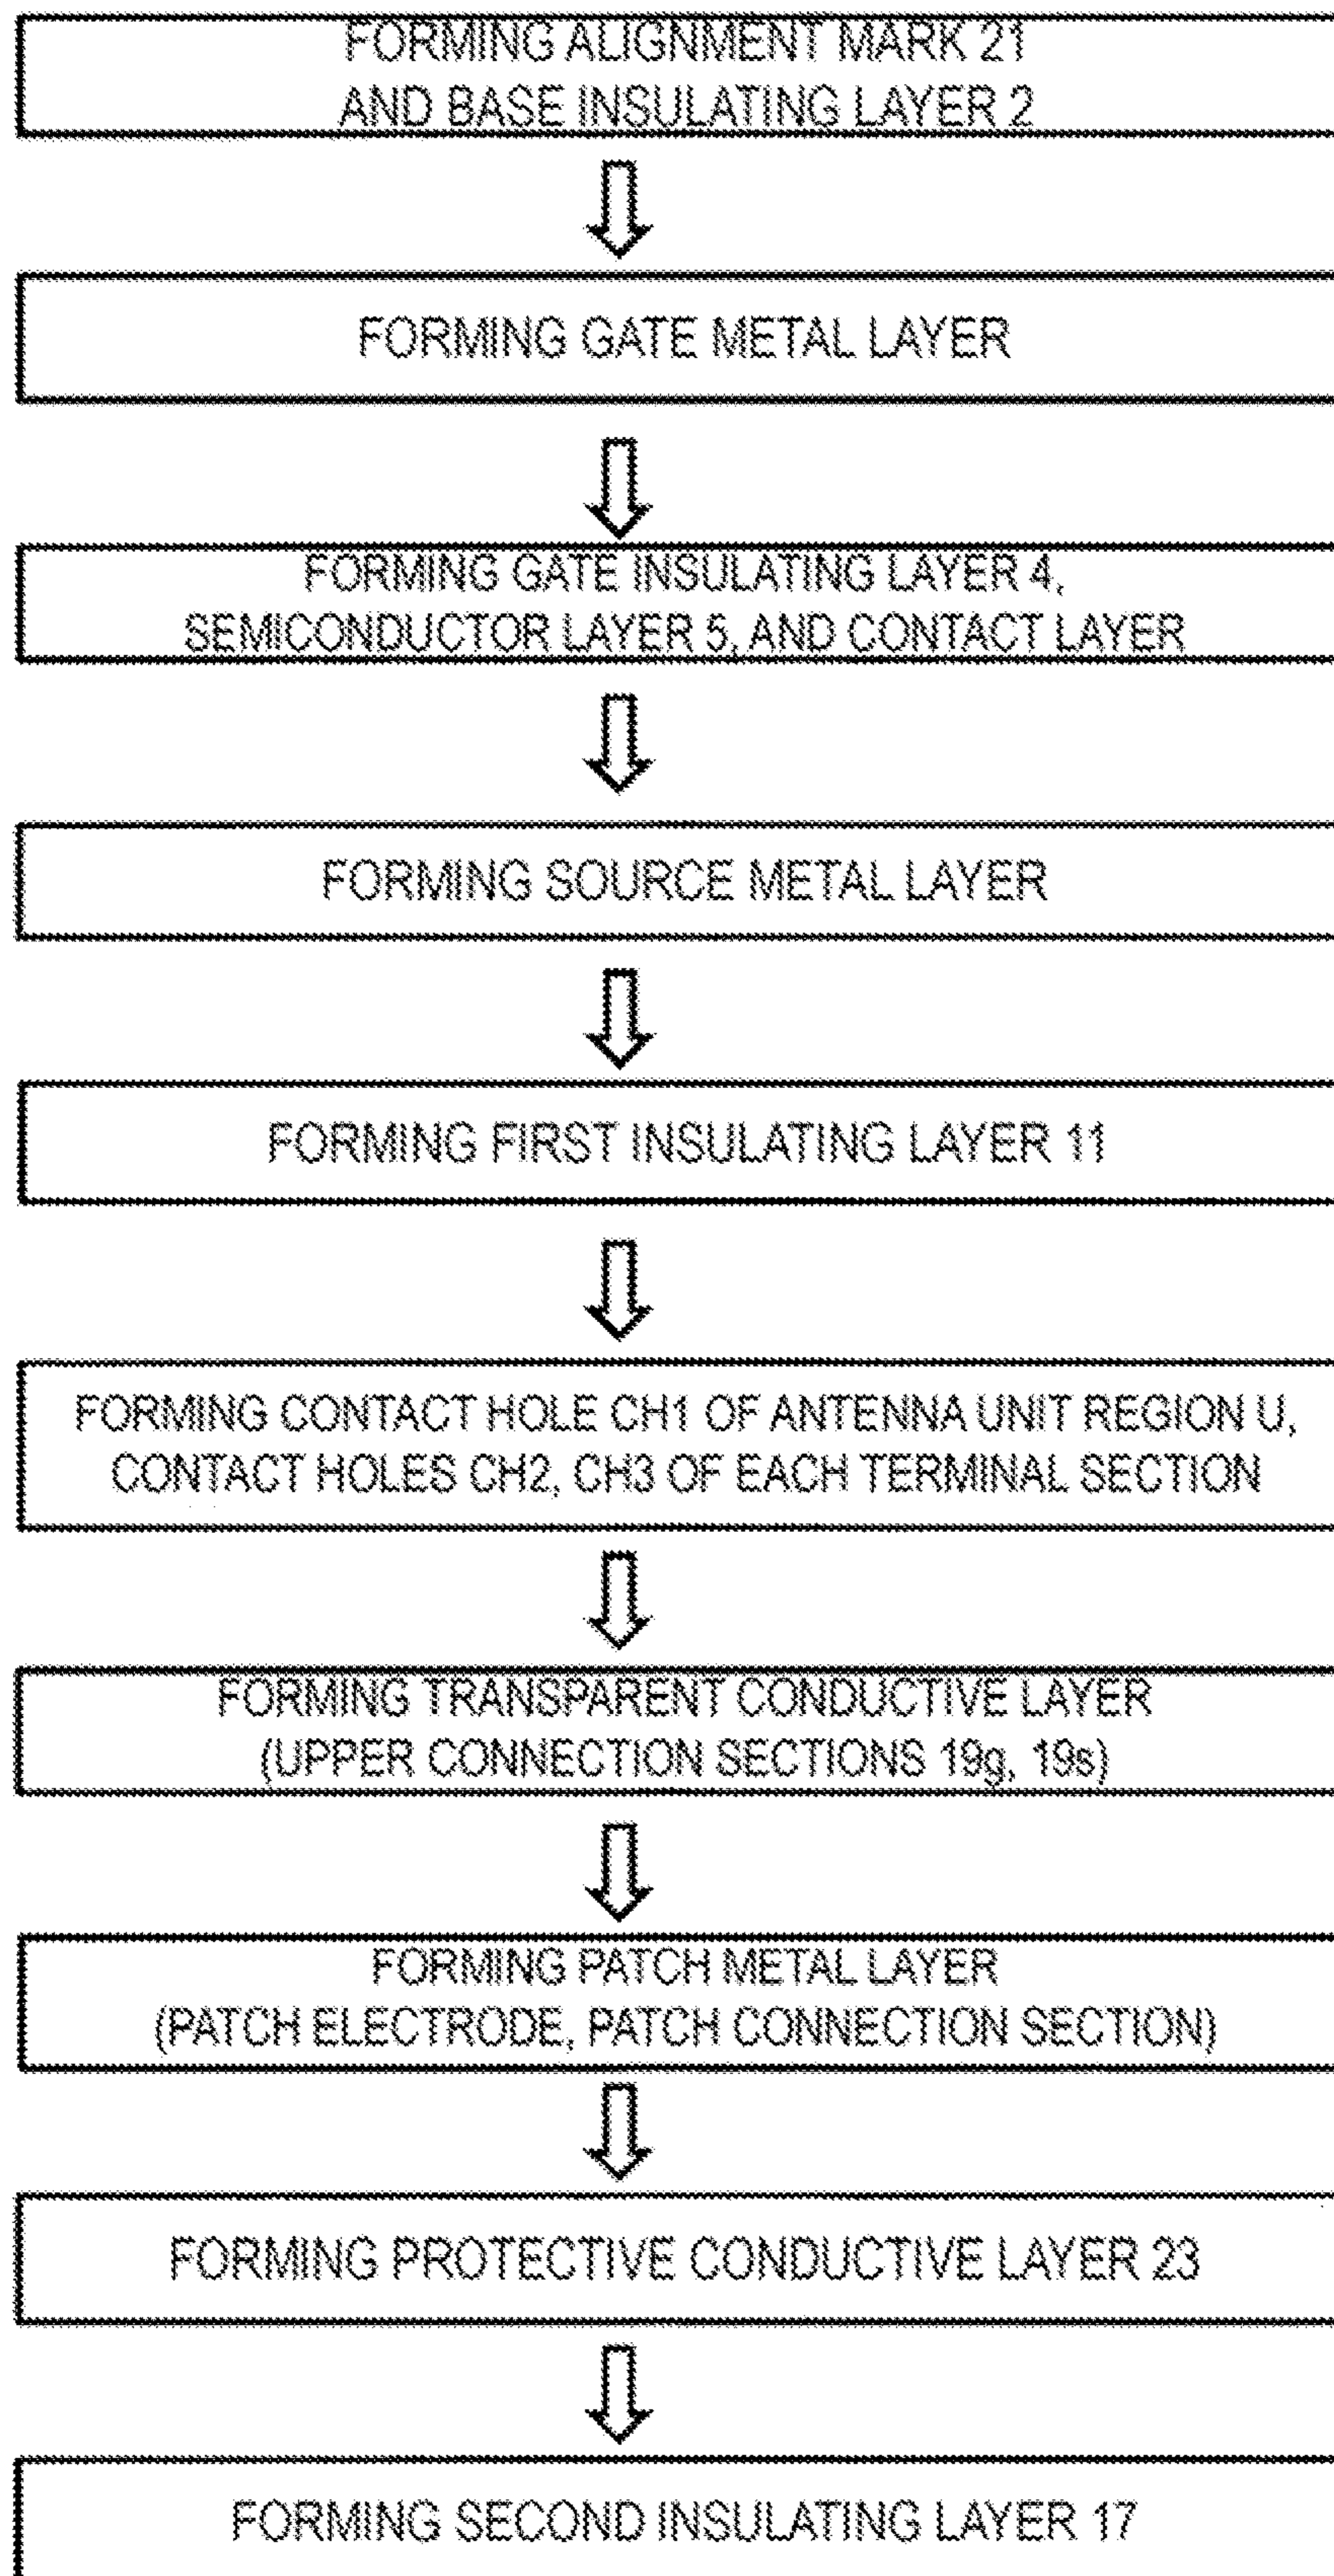 FORMING ALIGNMENT MARK 21
AND BASE INSULATING LAYER 2
FORMING GATE METAL LAYER
FORMING GATE INSULATING LAYER 4,
SEMICONDUCTOR LAYER 5, AND CONTACT LAYER
FORMING SOURCE METAL LAYER
FORMING FIRST INSULATING LAYER 11
FORMING CONTACT HOLE CH1 OF ANTENNA UNIT REGION U,
CONTACT HOLES CH2, CH3 OF EACH TERMINAL SECTION
FORMING TRANSPARENT CONDUCTIVE LAYER
(UPPER CONNECTION SECTIONS 19g, 19s)
FORMING PATCH METAL LAYER
(PATCH ELECTRODE, PATCH CONNECTION SECTION)
FORMING PROTECTIVE CONDUCTIVE LAYER 23
FORMING SECOND INSULATING LAYER 17